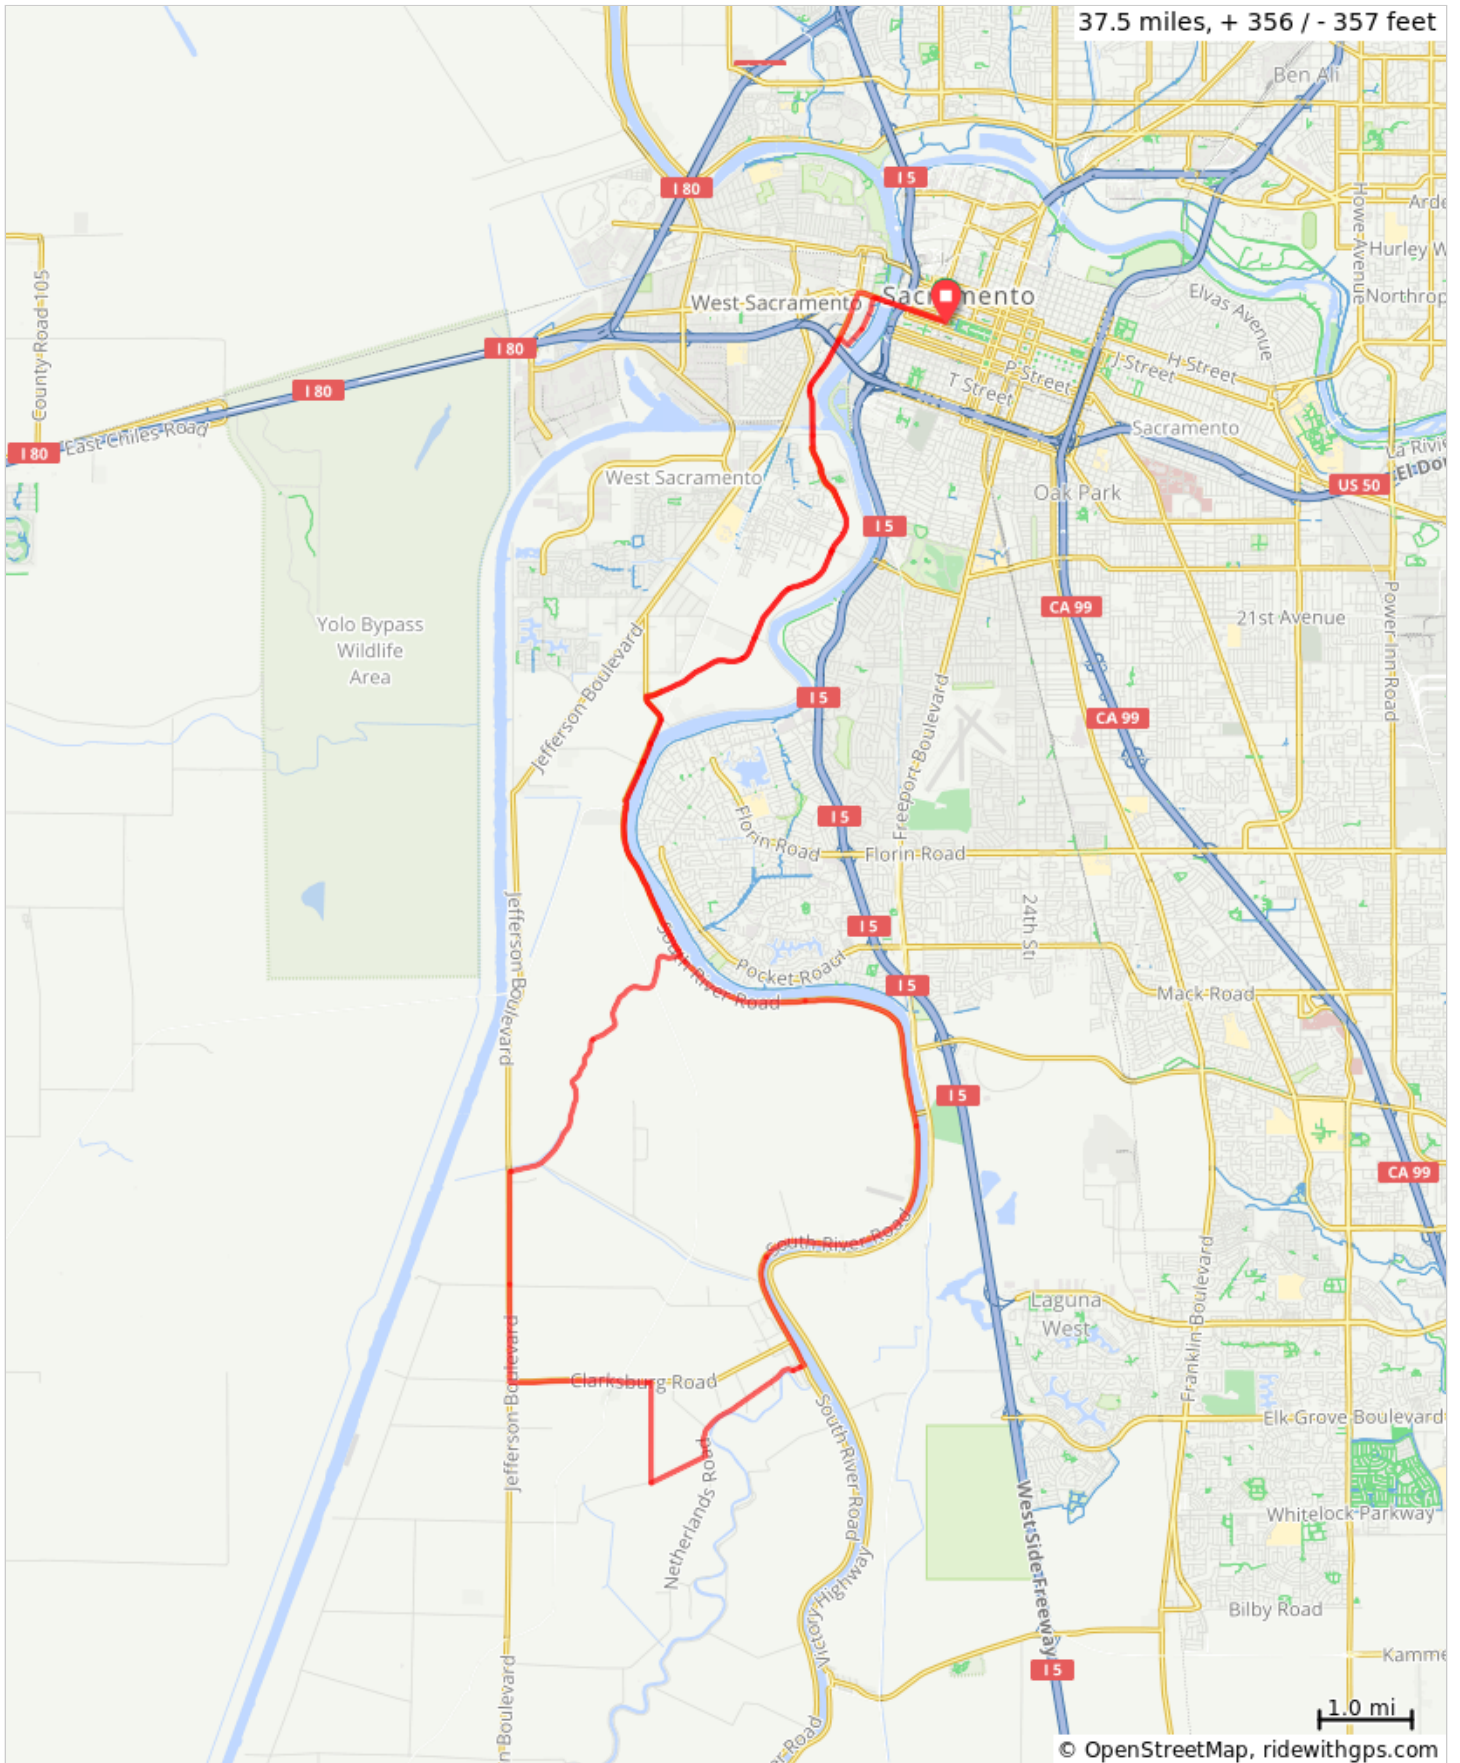 37.5 miles, + 356 / - 357 feet
Ben Ali
I 80
I 5
Arde
Howe Avenue
Hurley W
County Road 105
West Sacramento
Sacramento
Northrop
Elvas Avenue
I 80
I 80
H Street
J Street
P Street
T Street
East Chiles Road
I 80
Sacramento
La Rivie
El Dor
West Sacramento
US 50
Oak Park
I 5
CA 99
21st Avenue
Yolo Bypass
Wildlife
Area
Power Inn Road
Jefferson Boulevard
I 5
CA 99
Freeport Boulevard
I 5
Florin Road
Florin Road
24th St
Jefferson Boulevard
I 5
South River Road
Pocket Road
I 5
Mack Road
I 5
CA 99
South River Road
Laguna
West
Franklin Boulevard
Jefferson Boulevard
Clarksburg Road
South River Road
Elk Grove Boulevard
Netherlands Road
West Side Freeway
Whitelock Parkway
Victory Highway
Bilby Road
Kamme
I 5
n Boulevard
er Road
1.0 mi
© OpenStreetMap, ridewithgps.com